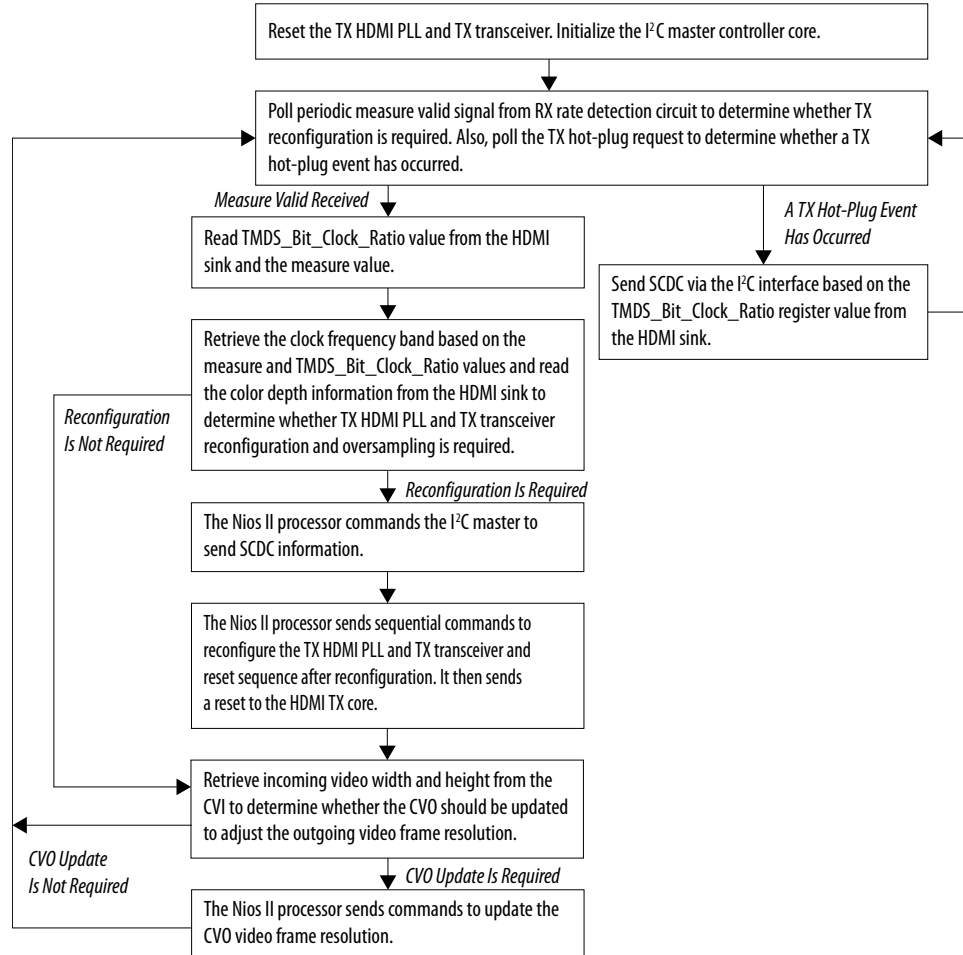 Reset the TX HDMI PLL and TX transceiver. Initialize the I²C master controller core.
Poll periodic measure valid signal from RX rate detection circuit to determine whether TX
reconfiguration is required. Also, poll the TX hot-plug request to determine whether a TX
hot-plug event has occurred.
Measure Valid Received
A TX Hot-Plug Event
Has Occurred
Read TMDS_Bit_Clock_Ratio value from the HDMI
sink and the measure value.
Send SCDC via the I²C interface based on the
TMDS_Bit_Clock_Ratio register value from
the HDMI sink.
Retrieve the clock frequency band based on the
measure and TMDS_Bit_Clock_Ratio values and read
the color depth information from the HDMI sink to
determine whether TX HDMI PLL and TX transceiver
reconfiguration and oversampling is required.
Reconfiguration
Is Not Required
Reconfiguration Is Required
The Nios II processor commands the I²C master to
send SCDC information.
The Nios II processor sends sequential commands to
reconfigure the TX HDMI PLL and TX transceiver and
reset sequence after reconfiguration. It then sends
a reset to the HDMI TX core.
Retrieve incoming video width and height from the
CVI to determine whether the CVO should be updated
to adjust the outgoing video frame resolution.
CVO Update
Is Not Required
CVO Update Is Required
The Nios II processor sends commands to update the
CVO video frame resolution.